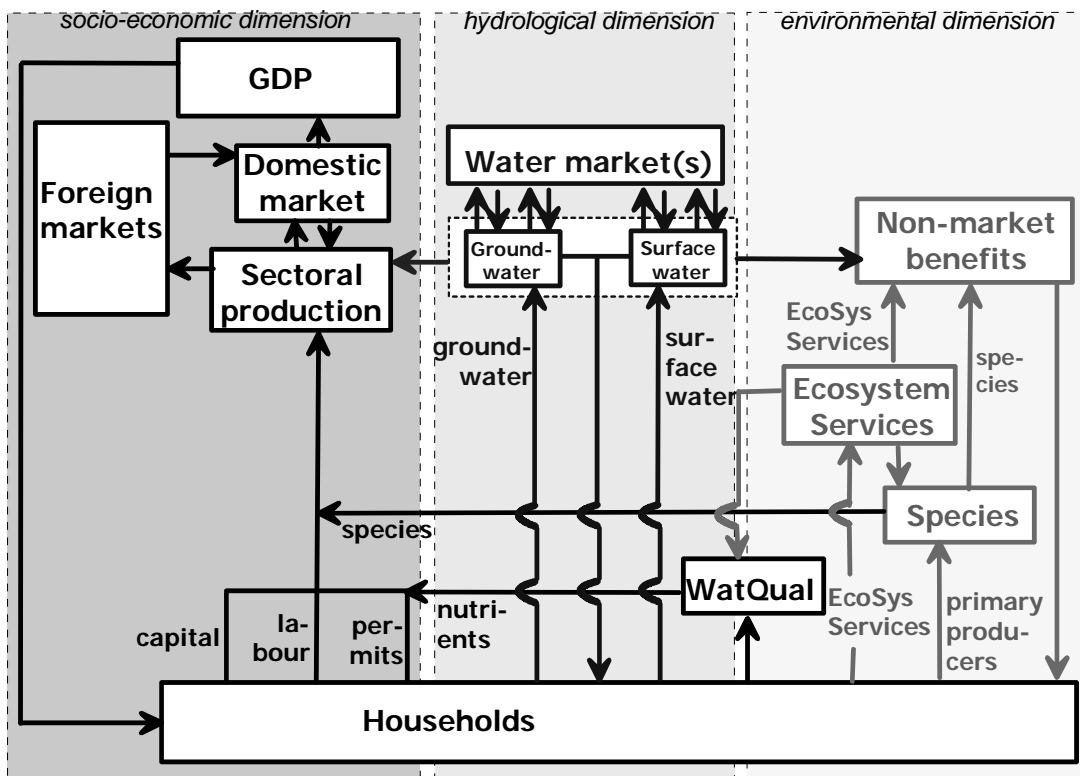 socio-economic dimension
hydrological dimension
environmental dimension
GDP
Foreign
markets
Domestic
market
Sectoral
production
Water market(s)
Ground-
water
Surface
water
Non-market
benefits
ground-
water
sur-
face
water
EcoSys
Services
spe-
cies
Ecosystem
Services
Species
species
WatQual
capital
la-
bour
per-
mits
nutri-
ents
EcoSys
Services
primary
produ-
cers
Households